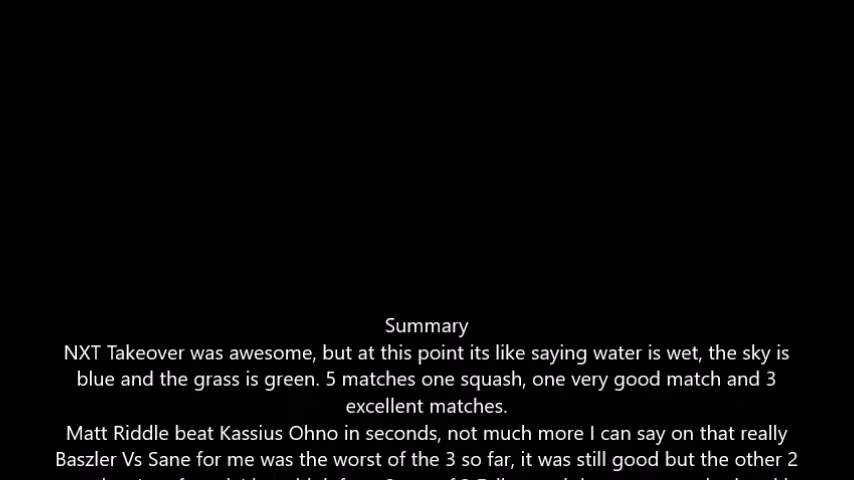 Summary
NXT Takeover was awesome, but at this point its like saying water is wet, the sky is
blue and the grass is green. 5 matches one squash, one very good match and 3
excellent matches.
Matt Riddle beat Kassius Ohno in seconds, not much more I can say on that really
Baszler Vs Sane for me was the worst of the 3 so far, it was still good but the other 2